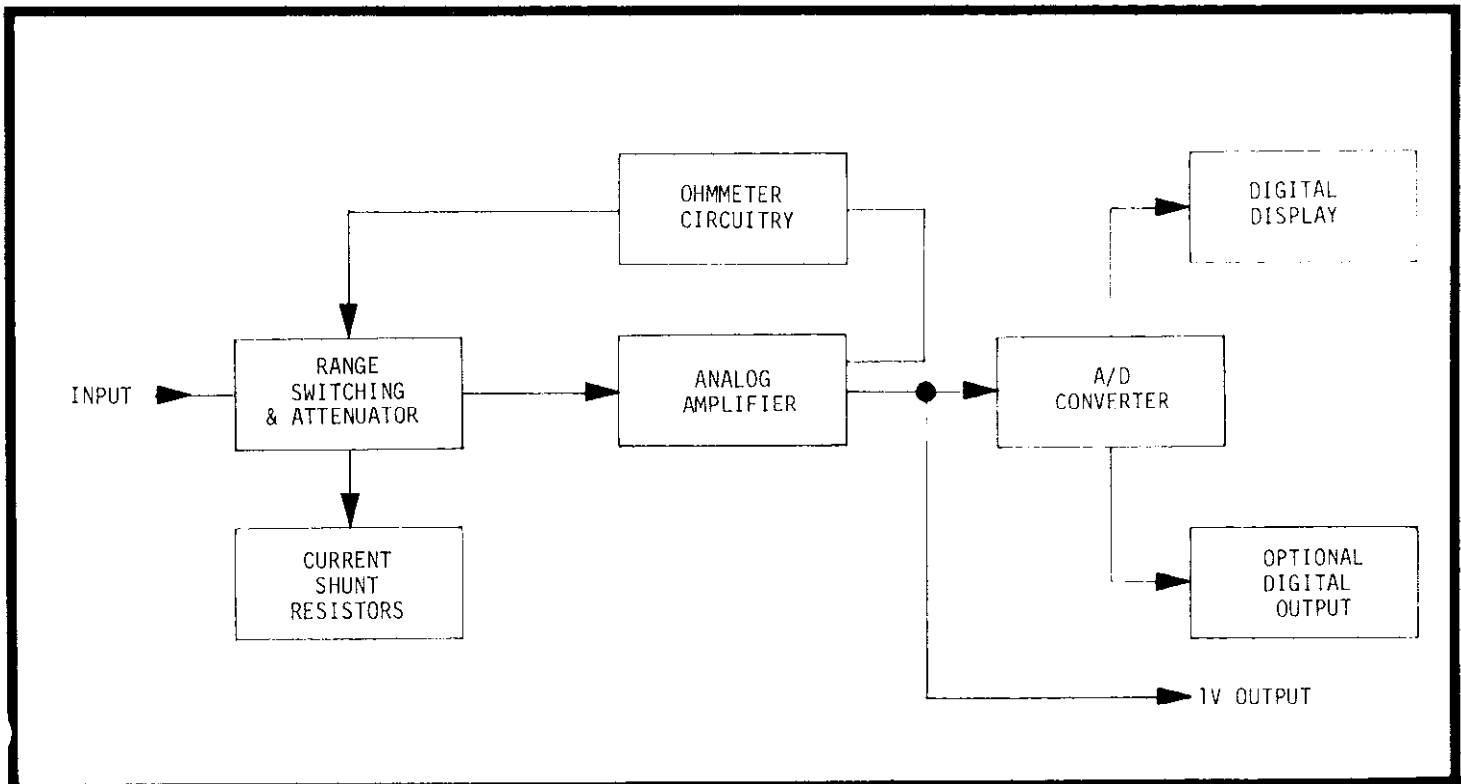 OHMMETER
CIRCUITRY
DIGITAL
DISPLAY
INPUT
RANGE
SWITCHING
& ATTENUATOR
ANALOG
AMPLIFIER
A/D
CONVERTER
CURRENT
SHUNT
RESISTORS
OPTIONAL
DIGITAL
OUTPUT
1V OUTPUT